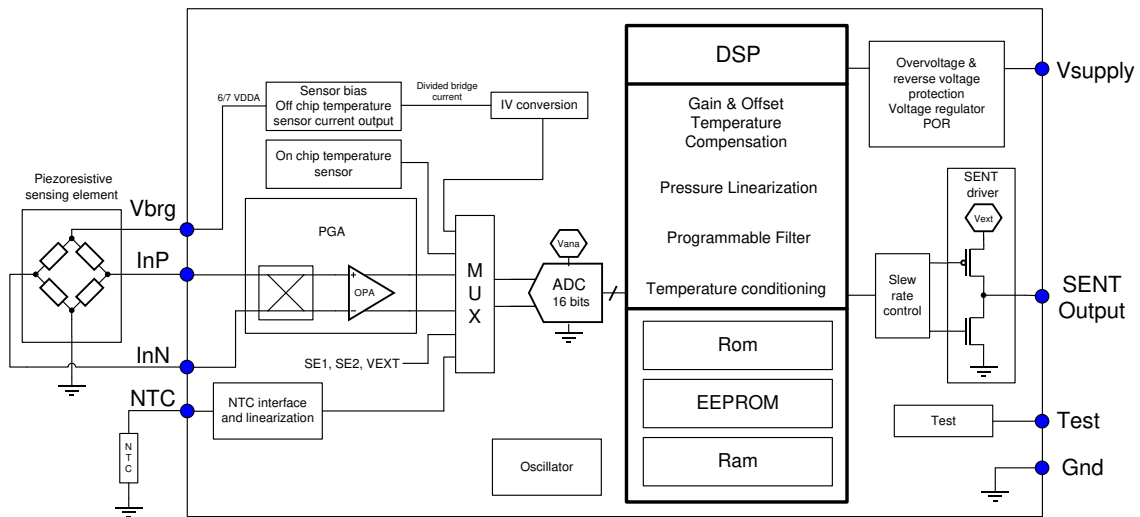 DSP
Overvoltage &
reverse voltage
protection
Voltage regulator
POR
Vsupply
6/7 VDDA
Sensor bias
Off chip temperature
sensor current output
Divided bridge
current
IV conversion
Gain & Offset
Temperature
Compensation
On chip temperature
sensor
Piezoresistive
sensing element
Vbrg
PGA
Pressure Linearization
SENT
driver
Vext
InP
OPA
+
−
M
U
X
Vana
ADC
16 bits
Programmable Filter
Temperature conditioning
Slew
rate
control
SENT
Output
InN
SE1, SE2, VEXT
Rom
NTC
NTC interface
and linearization
EEPROM
Test
Test
N
T
C
Oscillator
Ram
Gnd